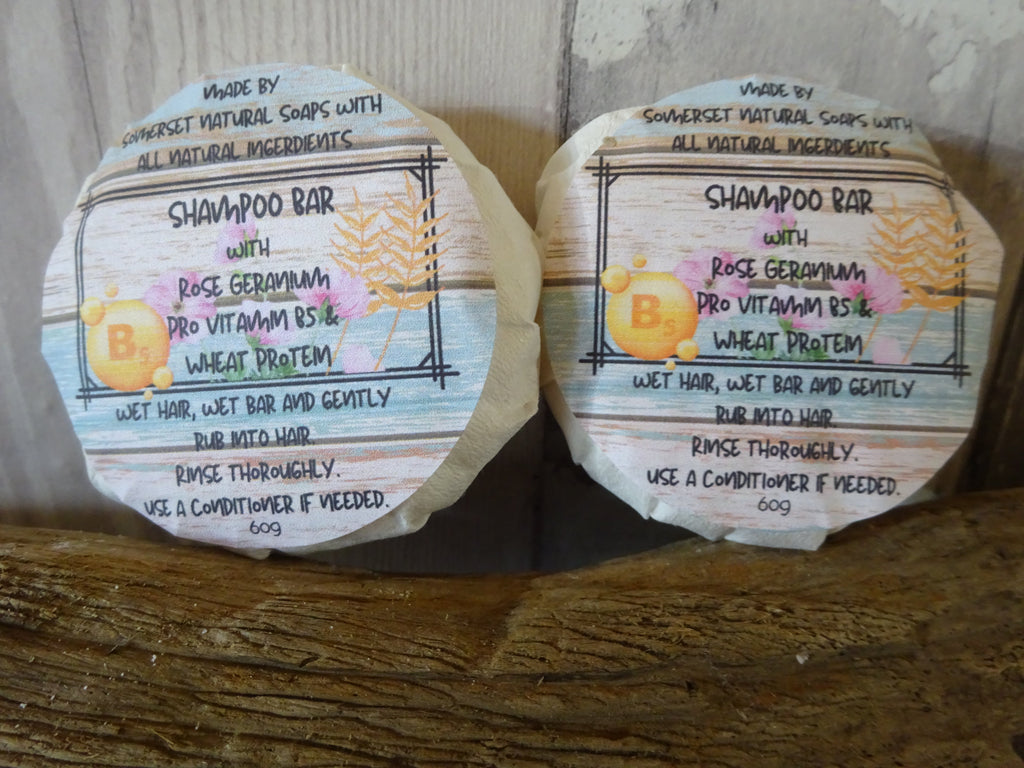 MADE BY
SOMERSET NATURAL SOAPS WITH
ALL NATURAL INGERDIENTS
SHAMPOO BAR
WITH
ROSE GERANIUM
PRO VITAMIN B5 &
WHEAT PROTEIN
B5
WET HAIR, WET BAR AND GENTLY
RUB INTO HAIR.
RINSE THOROUGHLY.
USE A CONDITIONER IF NEEDED.
60g
MADE BY
SOMERSET NATURAL SOAPS WITH
ALL NATURAL INGERDIENTS
SHAMPOO BAR
WITH
ROSE GERANIUM
PRO VITAMIN B5 &
WHEAT PROTEIN
B5
WET HAIR, WET BAR AND GENTLY
RUB INTO HAIR.
RINSE THOROUGHLY.
USE A CONDITIONER IF NEEDED.
60g